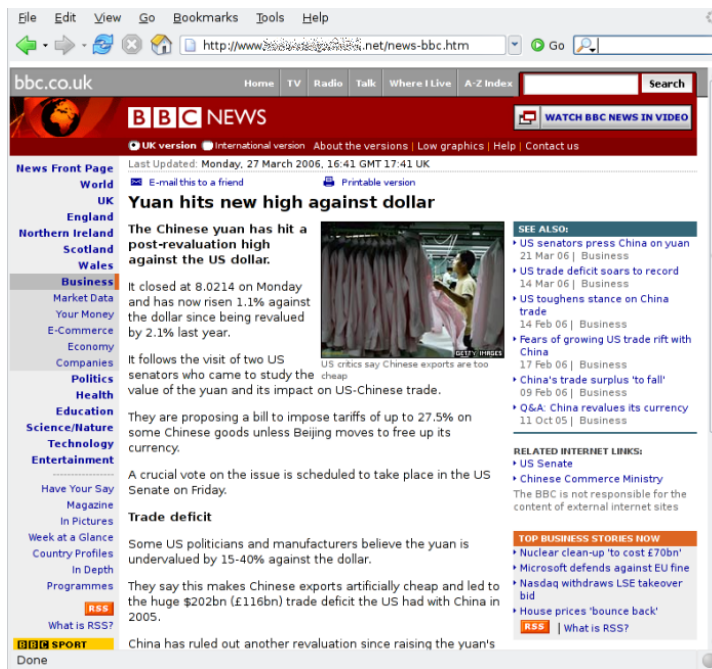 File Edit View Go Bookmarks Tools Help
http://www. .net/news-bbc.htm Go
bbc.co.uk Home TV Radio Talk Where I Live A-Z Index Search
BBC NEWS WATCH BBC NEWS IN VIDEO
UK version International version About the versions | Low graphics | Help | Contact us
News Front Page
World
UK
England
Northern Ireland
Scotland
Wales
Business
Market Data
Your Money
E-Commerce
Economy
Companies
Politics
Health
Education
Science/Nature
Technology
Entertainment
Have Your Say
Magazine
In Pictures
Week at a Glance
Country Profiles
In Depth
Programmes
RSS
What is RSS?
BBC SPORT
Last Updated: Monday, 27 March 2006, 16:41 GMT 17:41 UK
E-mail this to a friend Printable version
Yuan hits new high against dollar
The Chinese yuan has hit a
post-revaluation high
against the US dollar.
It closed at 8.0214 on Monday
and has now risen 1.1% against
the dollar since being revalued
by 2.1% last year.
It follows the visit of two US
senators who came to study the
value of the yuan and its impact on US-Chinese trade.
GETTY IMAGES
US critics say Chinese exports are too
cheap
They are proposing a bill to impose tariffs of up to 27.5% on
some Chinese goods unless Beijing moves to free up its
currency.
A crucial vote on the issue is scheduled to take place in the US
Senate on Friday.
Trade deficit
Some US politicians and manufacturers believe the yuan is
undervalued by 15-40% against the dollar.
They say this makes Chinese exports artificially cheap and led to
the huge $202bn (£116bn) trade deficit the US had with China in
2005.
China has ruled out another revaluation since raising the yuan's
SEE ALSO:
US senators press China on yuan
21 Mar 06 | Business
US trade deficit soars to record
14 Mar 06 | Business
US toughens stance on China
trade
14 Feb 06 | Business
Fears of growing US trade rift with
China
17 Feb 06 | Business
China's trade surplus 'to fall'
09 Feb 06 | Business
Q&A: China revalues its currency
11 Oct 05 | Business
RELATED INTERNET LINKS:
US Senate
Chinese Commerce Ministry
The BBC is not responsible for the
content of external internet sites
TOP BUSINESS STORIES NOW
Nuclear clean-up 'to cost £70bn'
Microsoft defends against EU fine
Nasdaq withdraws LSE takeover
bid
House prices 'bounce back'
RSS | What is RSS?
Done